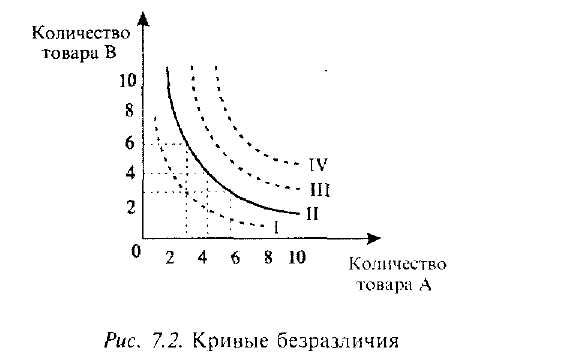 Количество
товара В
10
8
6
4
2
0
2 4 6 8 10
IV
III
II
I
Количество
товара А
Рис. 7.2. Кривые безразличия